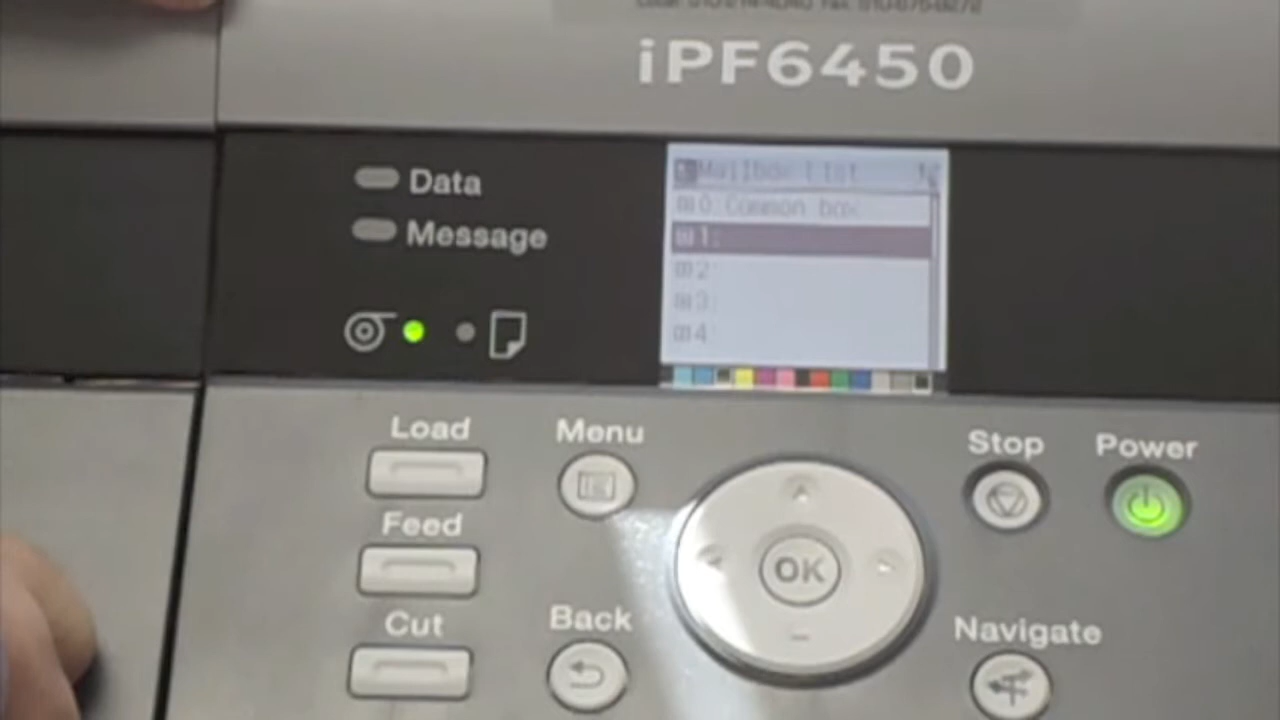 iPF6450
Data
Message
Mailbox List
0:Common box
1:
2:
3:
4:
Load
Menu
Stop
Power
Feed
OK
Cut
Back
Navigate